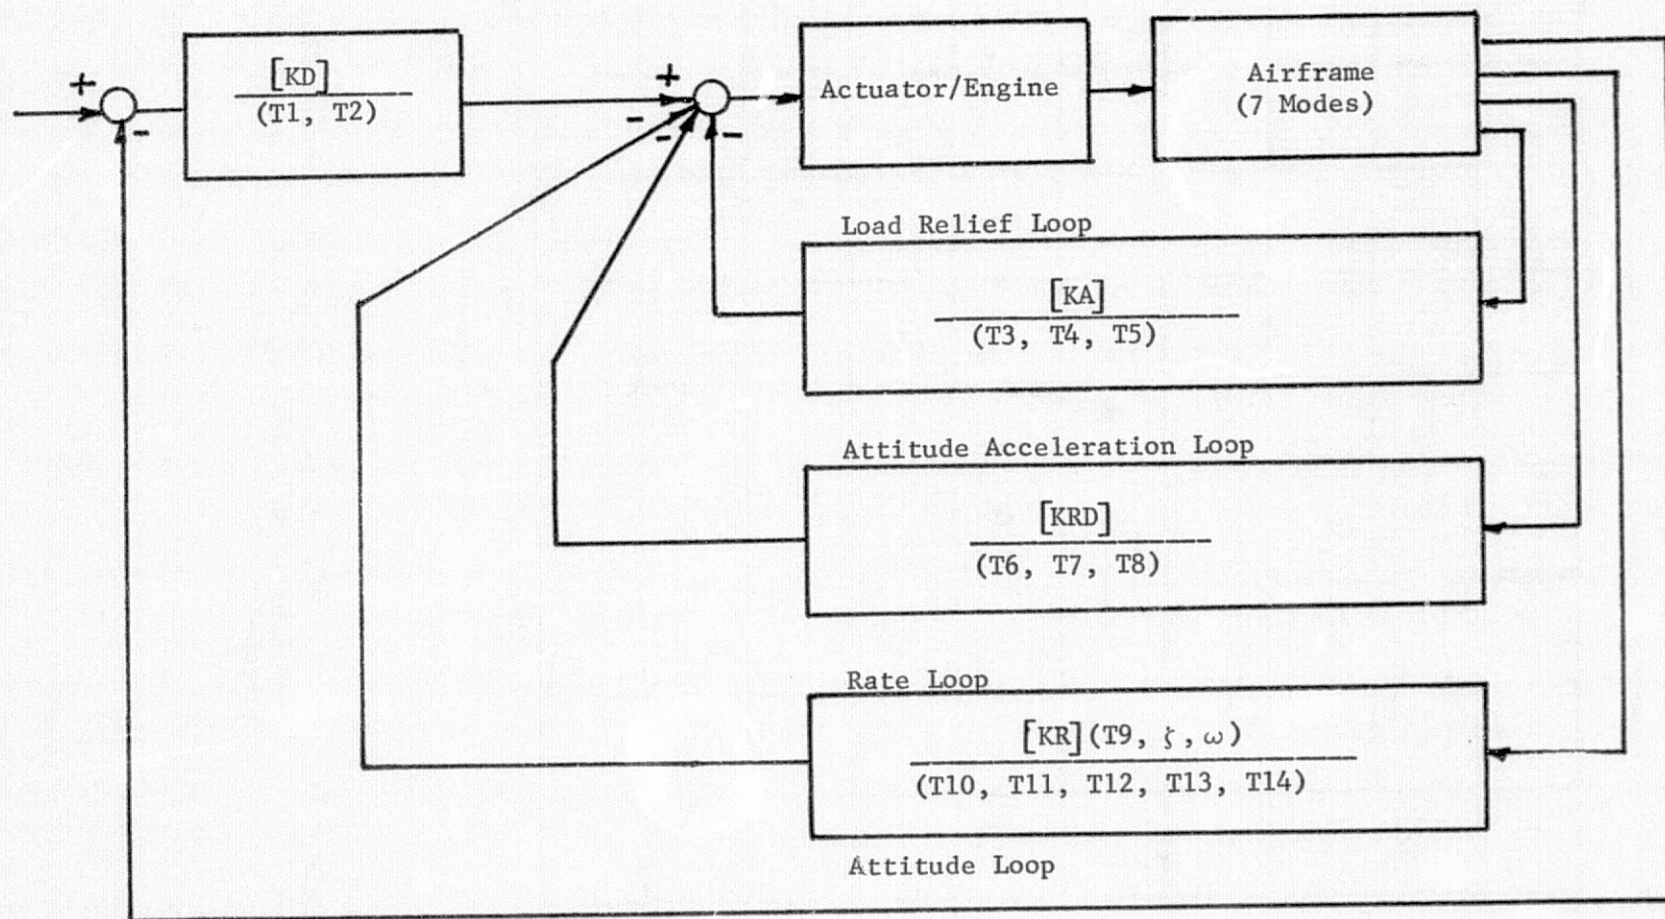 +
-
[KD]
(T1, T2)
+
-
-
-
Actuator/Engine
Airframe
(7 Modes)
Load Relief Loop
[KA]
(T3, T4, T5)
Attitude Acceleration Loop
[KRD]
(T6, T7, T8)
Rate Loop
[KR](T9, ζ, ω)
(T10, T11, T12, T13, T14)
Attitude Loop